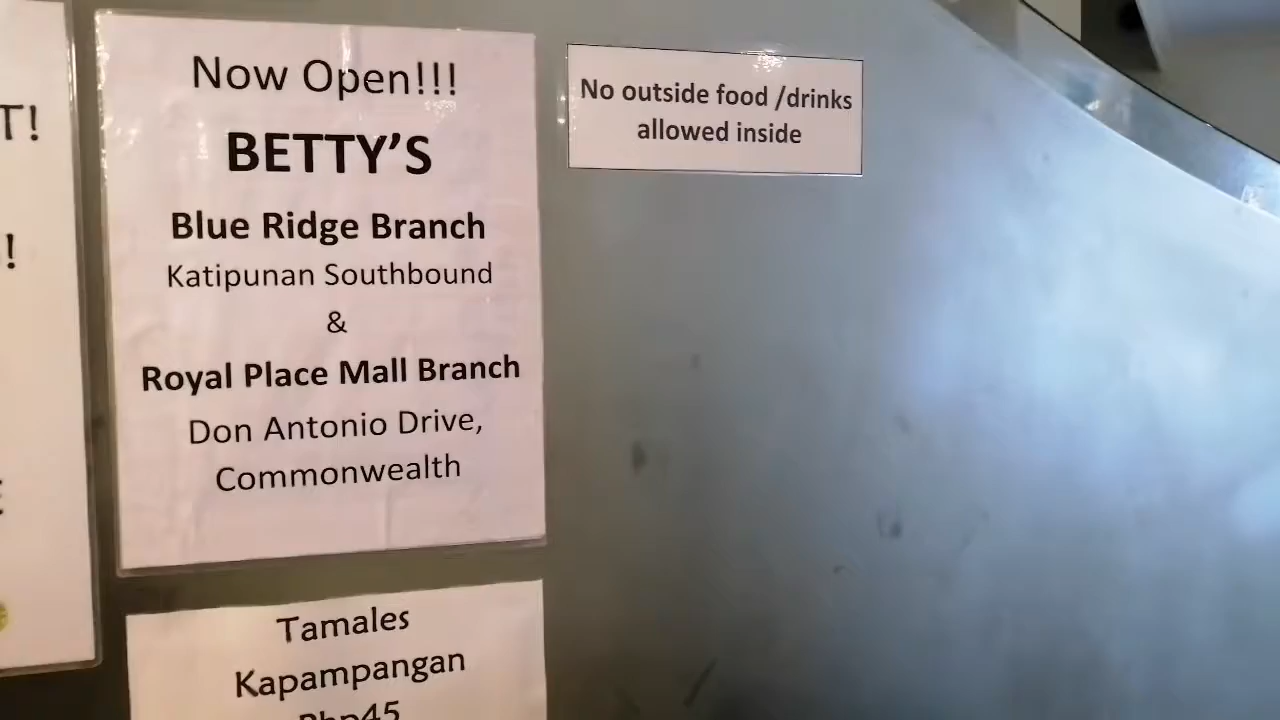 T!
!
Now Open!!!
BETTY'S
Blue Ridge Branch
Katipunan Southbound
&
Royal Place Mall Branch
Don Antonio Drive,
Commonwealth
No outside food /drinks
allowed inside
Tamales
Kapampangan
Php45